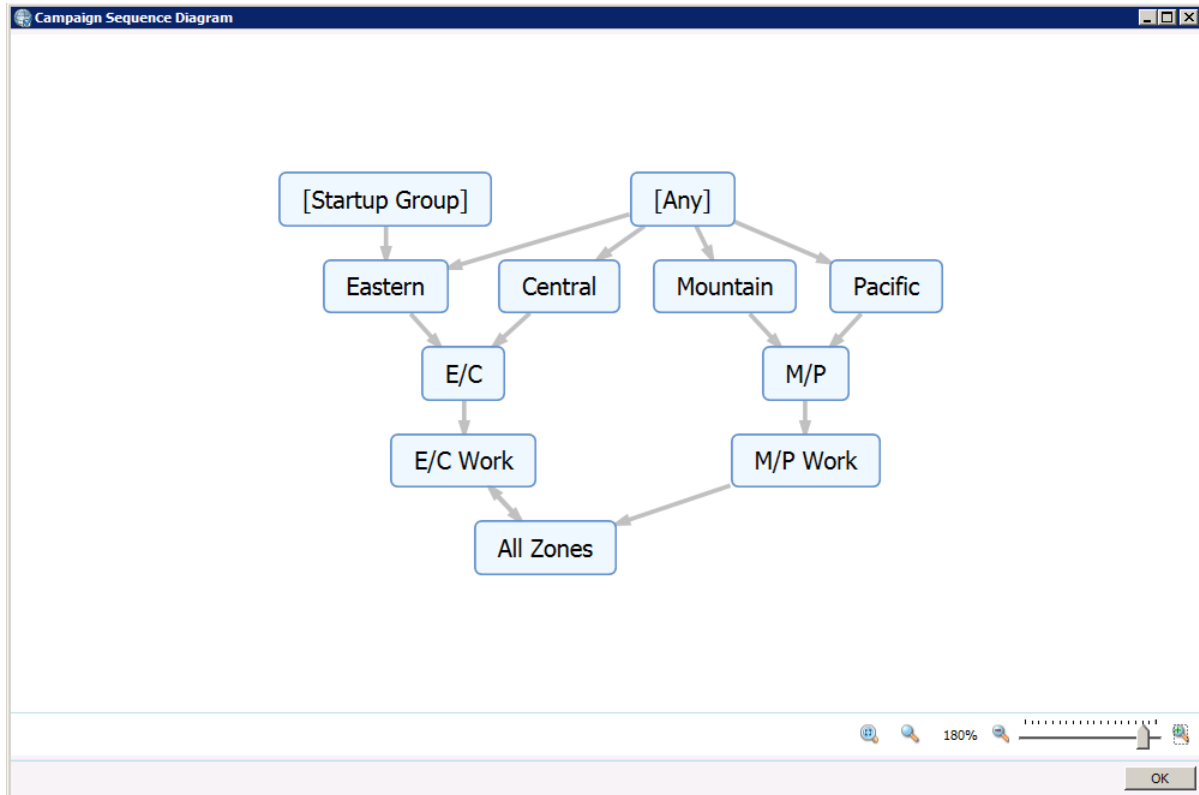 Campaign Sequence Diagram
[Startup Group]
[Any]
Eastern
Central
Mountain
Pacific
E/C
M/P
E/C Work
M/P Work
All Zones
180%
OK